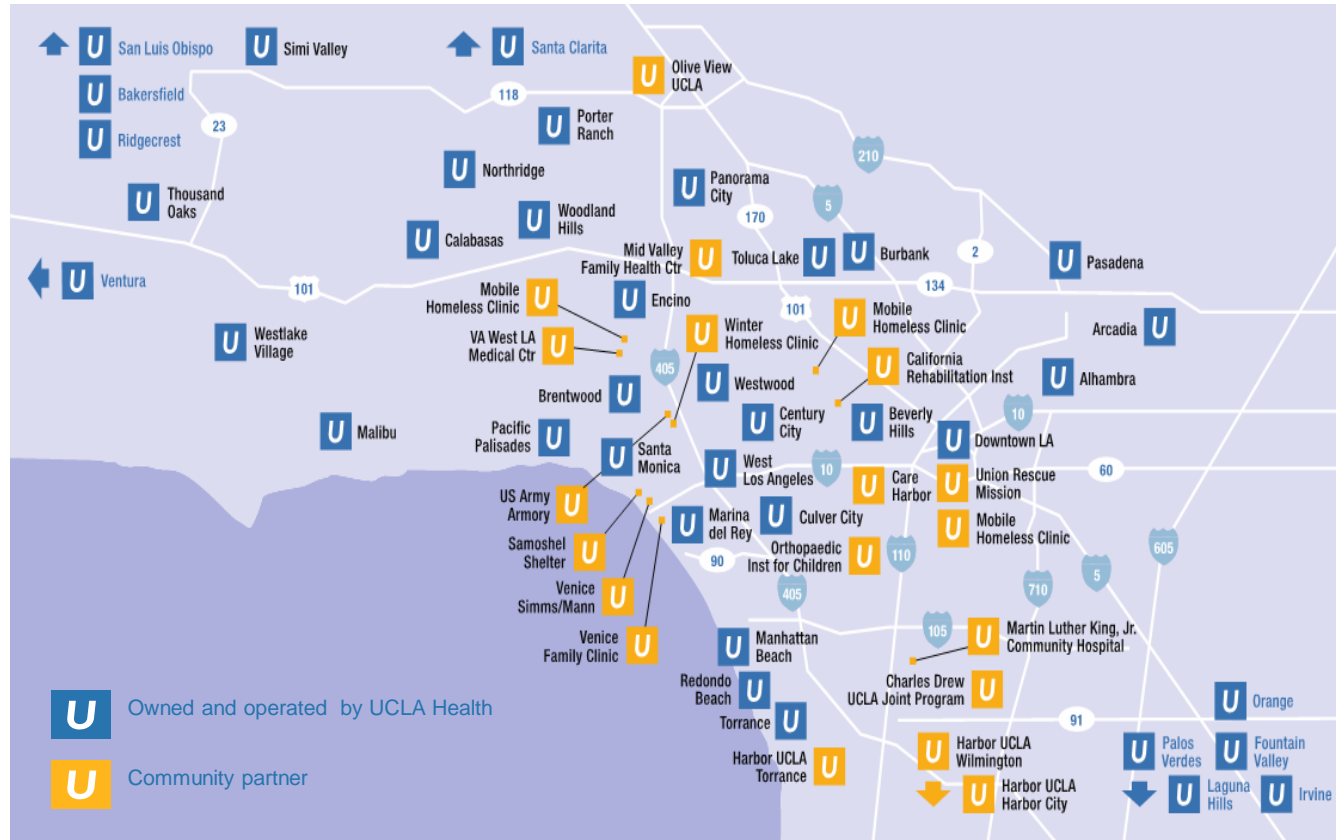 San Luis Obispo
Simi Valley
Santa Clarita
Olive View
UCLA
Bakersfield
118
Porter
Ranch
23
Ridgecrest
Northridge
210
Panorama
City
Thousand
Oaks
5
Woodland
Hills
170
Calabasas
Mid Valley
Family Health Ctr
Toluca Lake
Burbank
2
Pasadena
Ventura
101
134
Mobile
Homeless Clinic
Encino
101
Mobile
Homeless Clinic
Winter
Homeless Clinic
Arcadia
Westlake
Village
VA West LA
Medical Ctr
California
Rehabilitation Inst
405
Westwood
Alhambra
Brentwood
Century
City
Beverly
Hills
10
Malibu
Pacific
Palisades
Downtown LA
Santa
Monica
West
Los Angeles
10
60
Care
Harbor
Union Rescue
Mission
US Army
Armory
Marina
del Rey
Culver City
Mobile
Homeless Clinic
Samoshel
Shelter
90
Orthopaedic
Inst for Children
110
605
5
Venice
Simms/Mann
405
710
Venice
Family Clinic
Manhattan
Beach
105
Martin Luther King, Jr.
Community Hospital
Redondo
Beach
Charles Drew
UCLA Joint Program
Orange
Torrance
91
Harbor UCLA
Torrance
Harbor UCLA
Wilmington
Palos
Verdes
Fountain
Valley
Harbor UCLA
Harbor City
Laguna
Hills
Irvine
U Owned and operated by UCLA Health
U Community partner